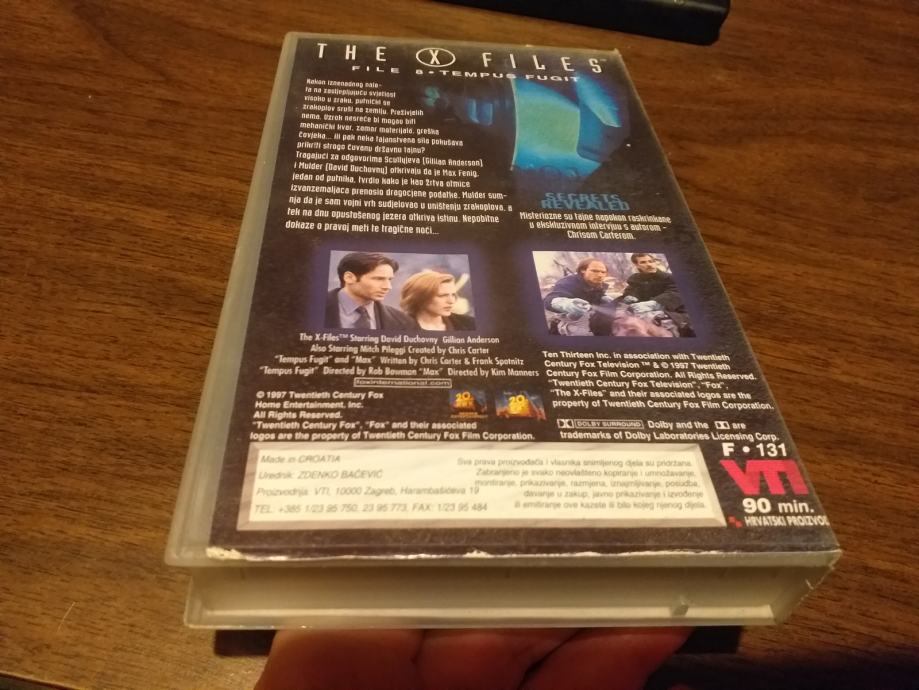 THE X FILES™
FILE 8 • TEMPUS FUGIT
Nakon iznenadnog nale-
ta na zasljepljujuću svjetlost
visoko u zraku, putnički se
zrakoplov sruši na zemlju. Preživjelih
nema. Uzrok nesreće bi mogao biti
mehanički kvar, zamor materijala, greška
čovjeka... ili pak neka tajanstvena sila pokušava
prikriti strogo čuvanu državnu tajnu?
Tragajući za odgovorima Scullyjeva (Gillian Anderson)
i Mulder (David Duchovny) otkrivaju da je Max Fenig,
jedan od putnika, tvrdio kako je kao žrtva otmice
izvanzemaljaca prenosio dragocjene podatke. Mulder sum-
nja da je sam vojni vrh sudjelovao u uništenju zrakoplova, a
tek na dnu opustošenog jezera otkriva istinu. Nepobitne
dokaze o pravoj meti te tragične noći...
SECRETS
REVEALED
Misteriozne su tajne napokon raskrinkane
u ekskluzivnom intervjuu s autorom -
Chrisom Carterom.
The X-Files™ Starring David Duchovny Gillian Anderson
Also Starring Mitch Pileggi Created by Chris Carter
"Tempus Fugit" and "Max" Written by Chris Carter & Frank Spotnitz
"Tempus Fugit" Directed by Rob Bowman "Max" Directed by Kim Manners
foxinternational.com
© 1997 Twentieth Century Fox
Home Entertainment, Inc.
All Rights Reserved.
"Twentieth Century Fox", "Fox" and their associated
logos are the property of Twentieth Century Fox Film Corporation.
Ten Thirteen Inc. in association with Twentieth
Century Fox Television ™ & © 1997 Twentieth
Century Fox Film Corporation. All Rights Reserved.
"Twentieth Century Fox Television", "Fox",
"The X-Files" and their associated logos are the
property of Twentieth Century Fox Film Corporation.
DOLBY SURROUND Dolby and the are
trademarks of Dolby Laboratories Licensing Corp.
F • 131
VTI
90 min.
HRVATSKI PROIZVOD
Made in CROATIA
Urednik: ZDENKO BAČEVIĆ
Proizvodnja: VTI, 10000 Zagreb, Harambašićeva 19
TEL. +385 1/23 95 750, 23 95 773, FAX: 1/23 95 484
Sva prava proizvođača i vlasnika snimljenog djela su pridržana.
Zabranjeno je svako neovlašteno kopiranje i umnožavanje,
montiranje, prikazivanje, razmjena, iznajmljivanje, posudba,
davanje u zakup, javno prikazivanje i izvođenje
ili emitiranje ove kazete ili bilo kojeg njenog djela.